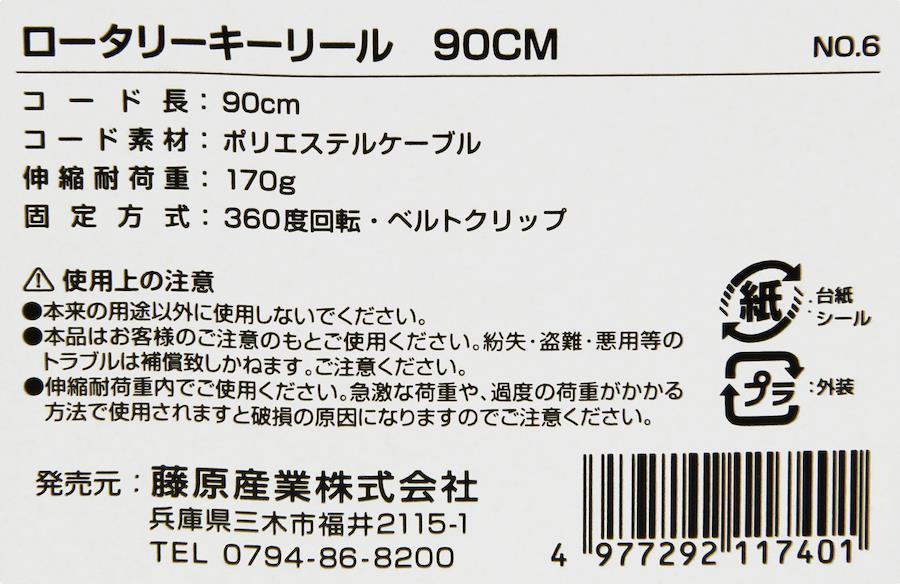 ロータリーキーリール 90CM NO.6
コード長：90cm
コード素材：ポリエステルケーブル
伸縮耐荷重：170g
固定方式：360度回転・ベルトクリップ
使用上の注意
●本来の用途以外に使用しないでください。
●本品はお客様のご注意のもとご使用ください。紛失・盗難・悪用等の
トラブルは補償致しかねます。ご注意ください。
●伸縮耐荷重内でご使用ください。急激な荷重や、過度の荷重がかかる
方法で使用されますと破損の原因になりますのでご注意ください。
紙：台紙
シール
プラ：外装
発売元：藤原産業株式会社
兵庫県三木市福井2115-1
TEL 0794-86-8200
4 977292 117401